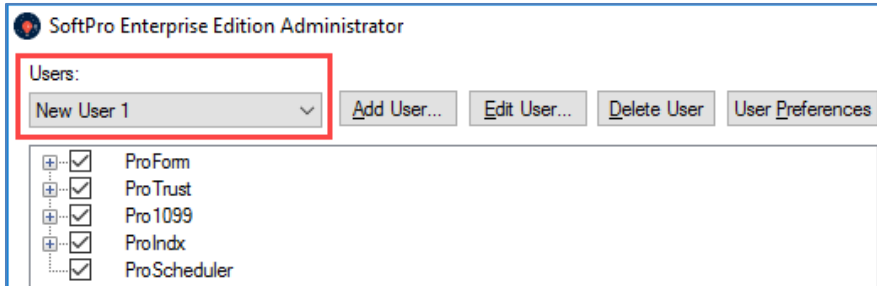 SoftPro Enterprise Edition Administrator
Users:
New User 1 Add User... Edit User... Delete User User Preferences
ProForm
ProTrust
Pro1099
ProIndx
ProScheduler